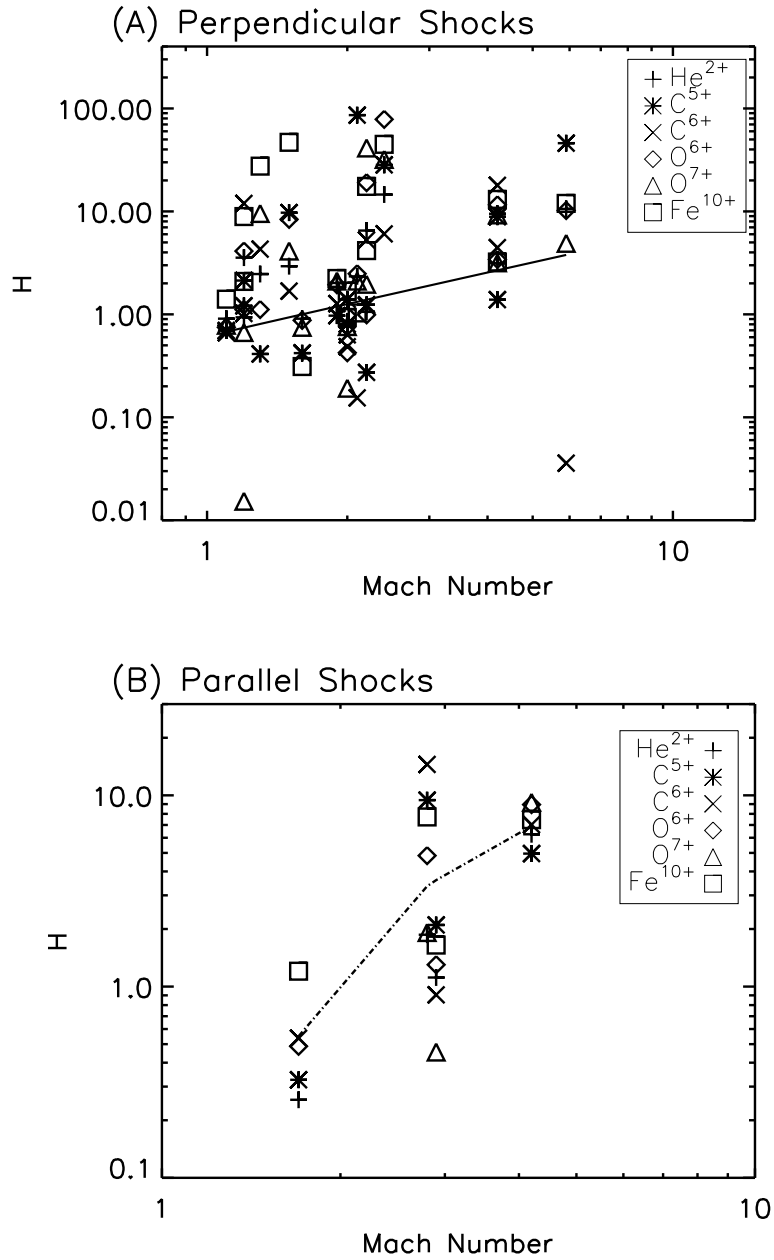 (A) Perpendicular Shocks
He2+
C5+
C6+
O6+
O7+
Fe10+
100.00
10.00
1.00
0.10
0.01
H
1
10
Mach Number
(B) Parallel Shocks
He2+
C5+
C6+
O6+
O7+
Fe10+
10.0
1.0
0.1
H
1
10
Mach Number